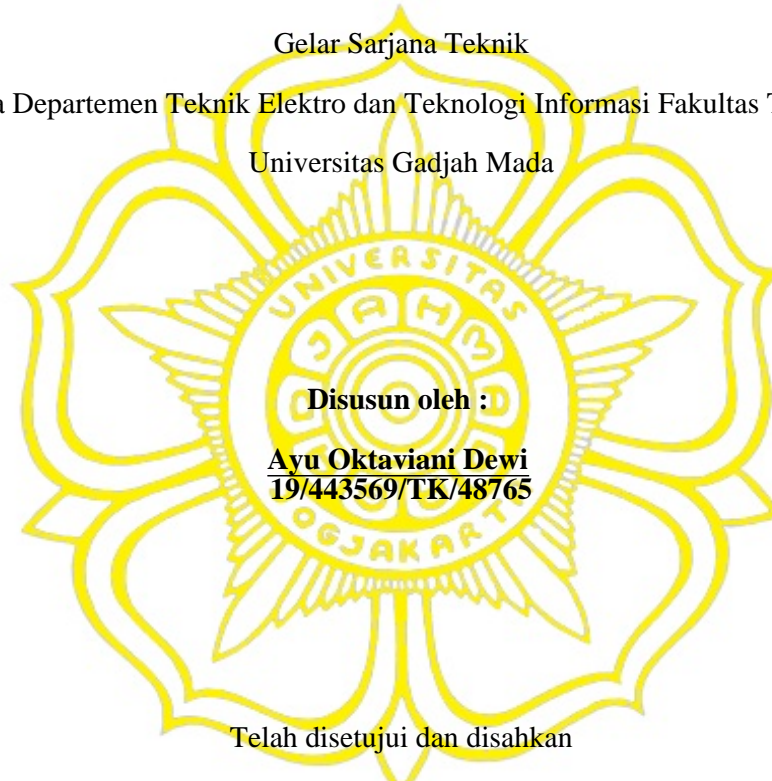 Gelar Sarjana Teknik
Departemen Teknik Elektro dan Teknologi Informasi Fakultas
Universitas Gadjah Mada
UNIVERSITAS
Disusun oleh :
Ayu Oktaviani Dewi
19/443569/TK/48765
Telah disetujui dan disahkan